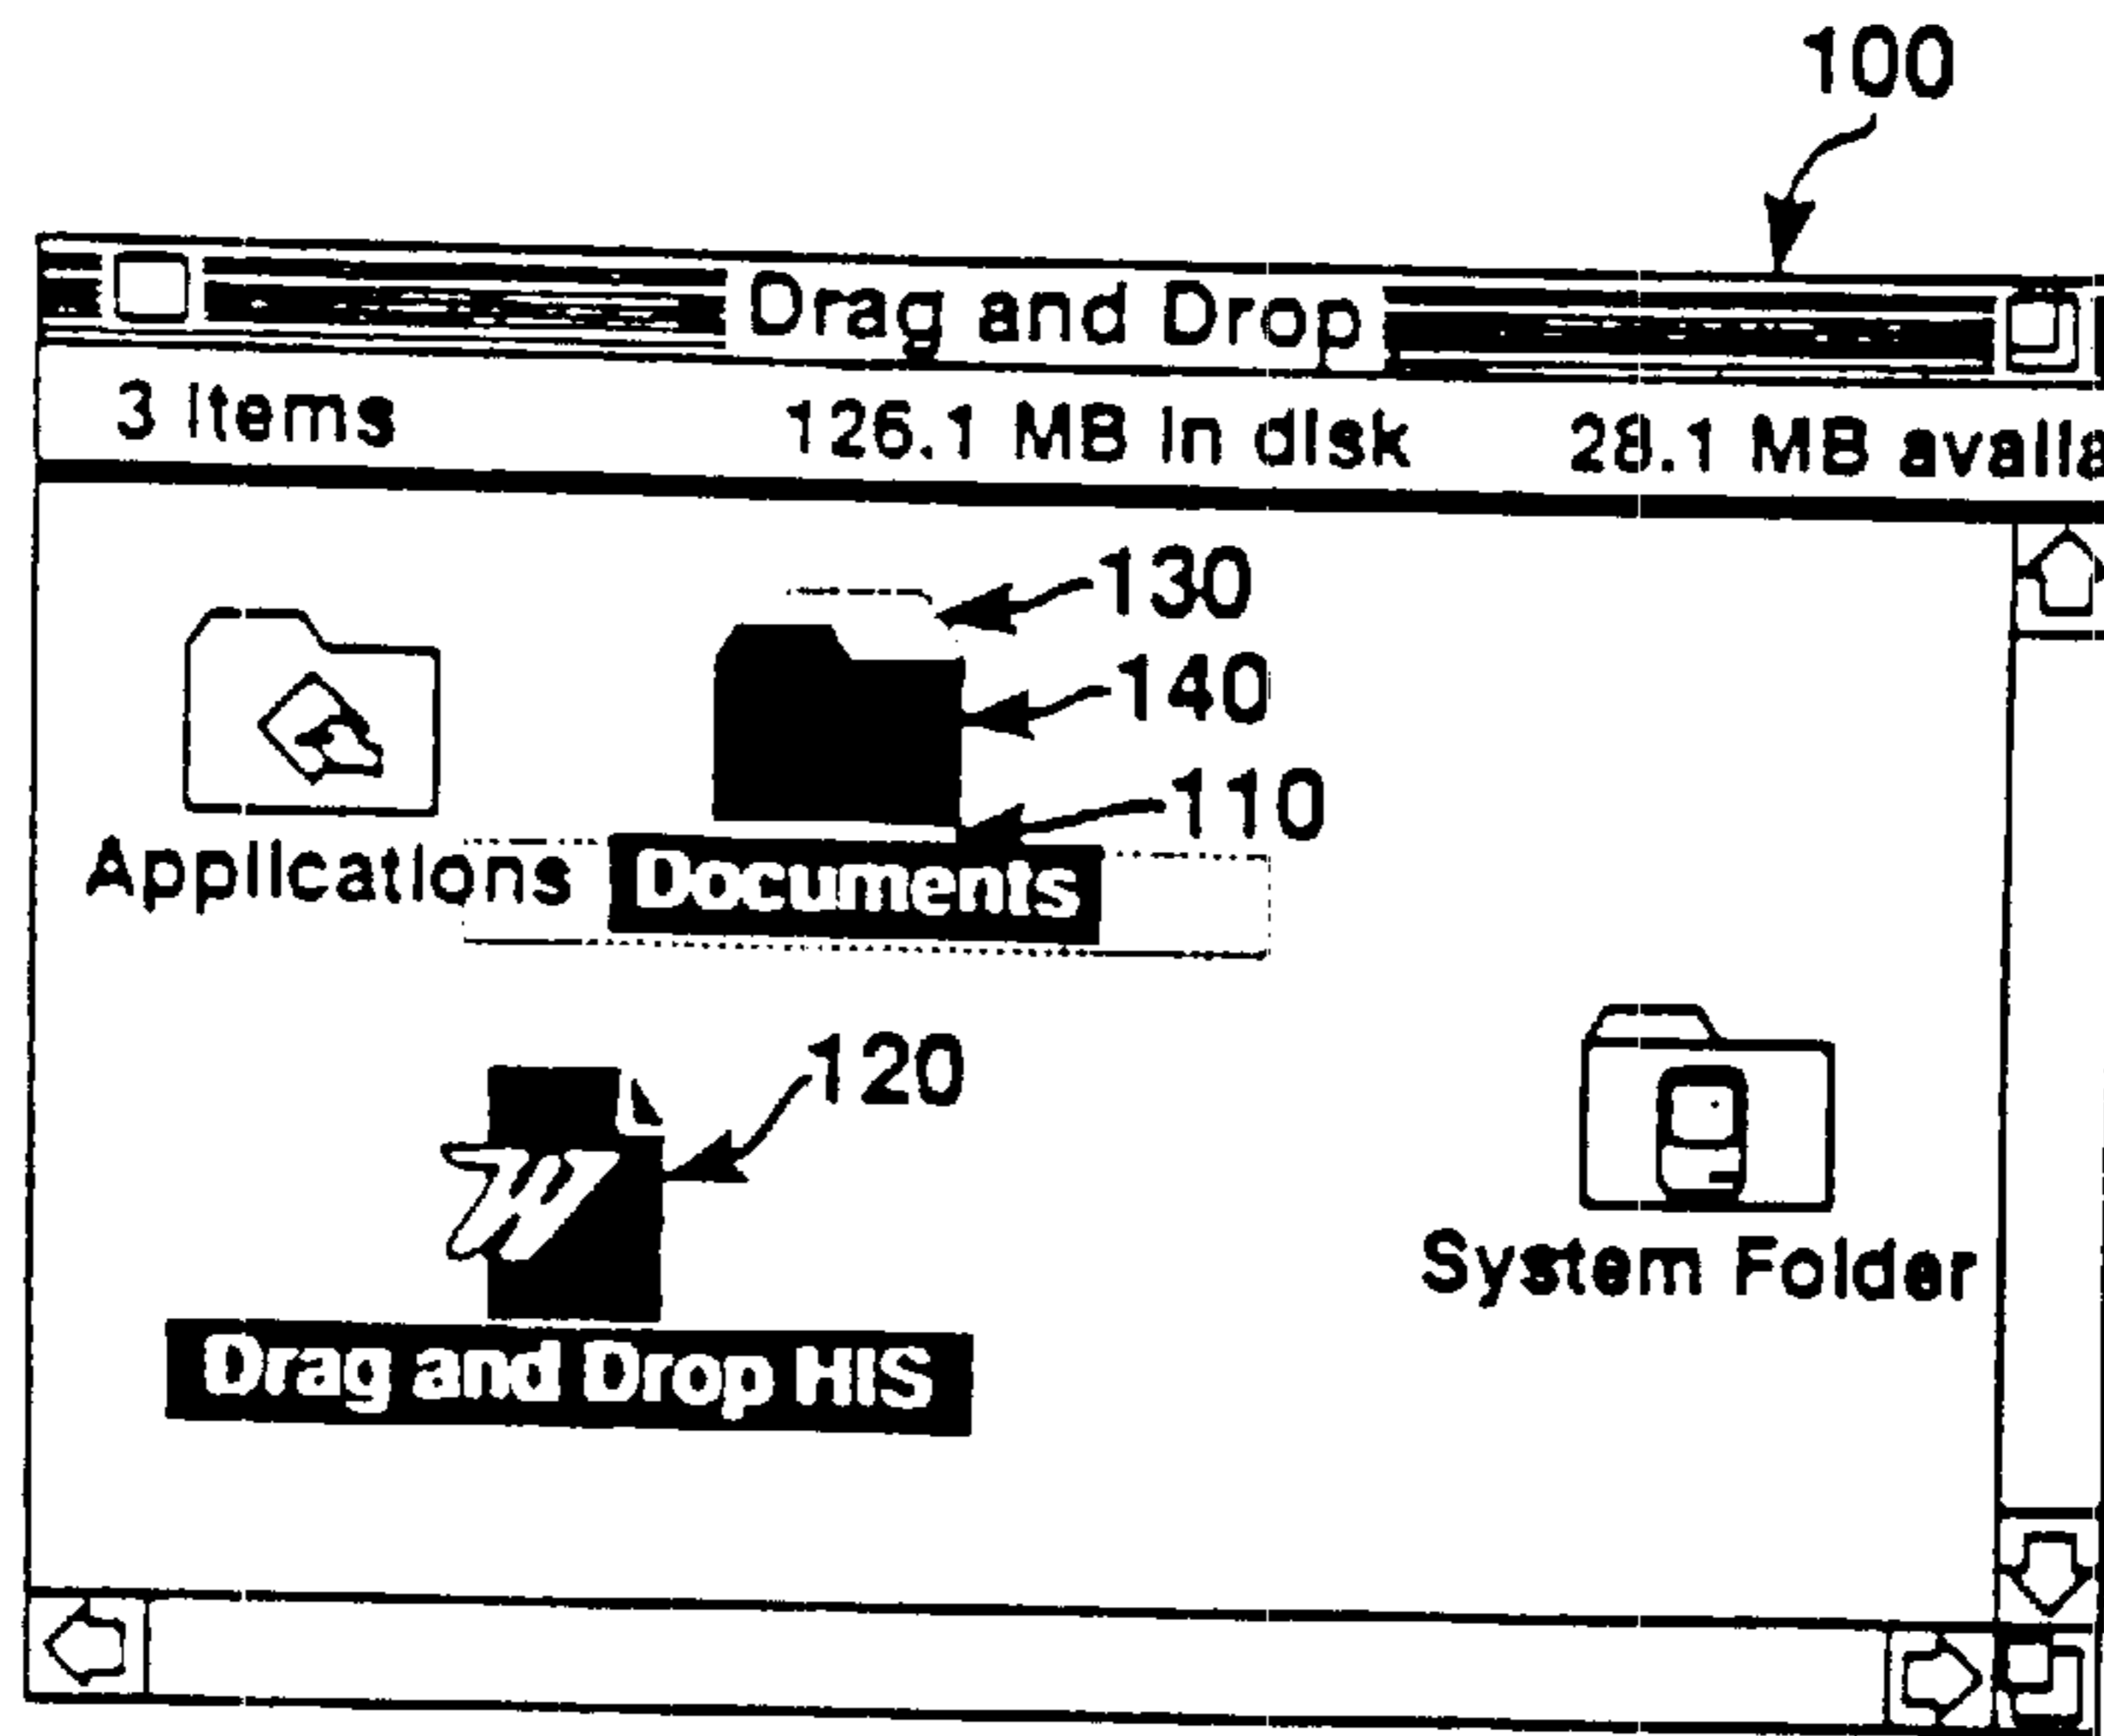 100
Drag and Drop
3 items 126.1 MB in disk 28.1 MB availa
130
140
110
Applications Documents
120
System Folder
Drag and Drop HIS